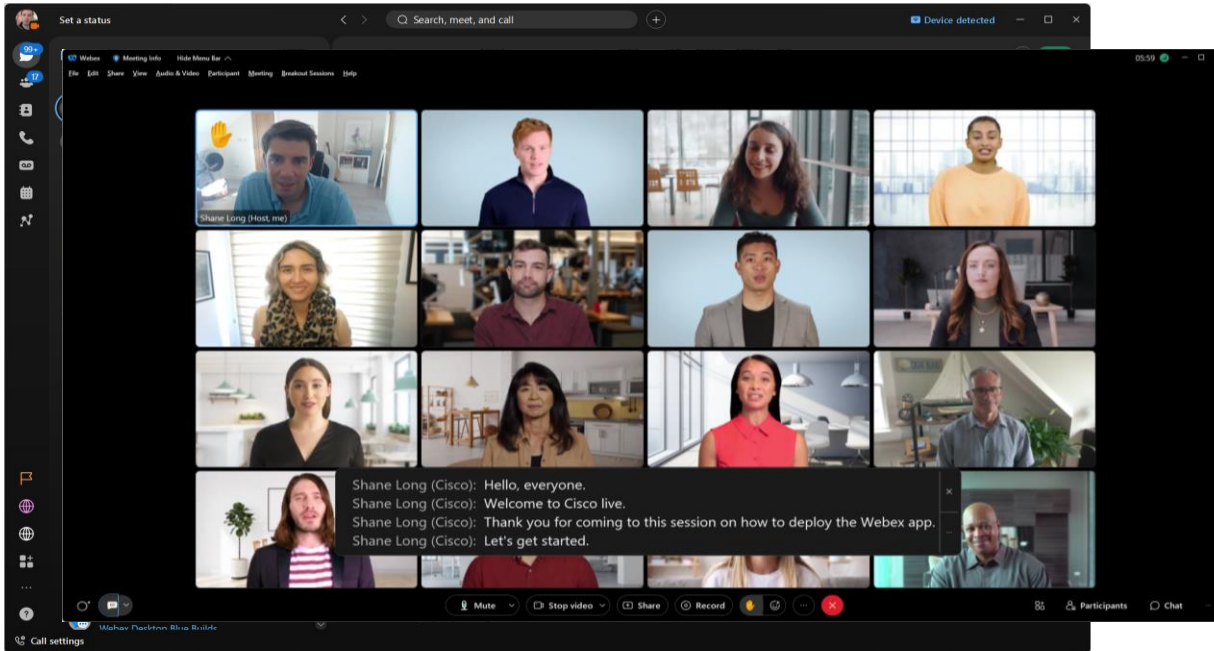 Set a status
Search, meet, and call
Device detected
99+
17
Webex Meeting Info Hide Menu Bar
05:59
File Edit Share View Audio & Video Participant Meeting Breakout Sessions Help
Shane Long (Host, me)
Shane Long (Cisco): Hello, everyone.
Shane Long (Cisco): Welcome to Cisco live.
Shane Long (Cisco): Thank you for coming to this session on how to deploy the Webex app.
Shane Long (Cisco): Let's get started.
Mute Stop video Share Record Participants Chat
Webex Desktop Blue Builds
Call settings